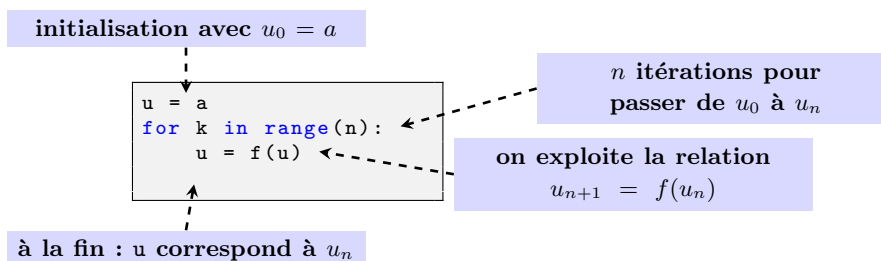 initialisation avec u₀ = a
u = a
for k in range(n):
u = f(u)
n itérations pour
passer de u₀ à uₙ
on exploite la relation
uₙ₊₁ = f(uₙ)
à la fin : u correspond à uₙ